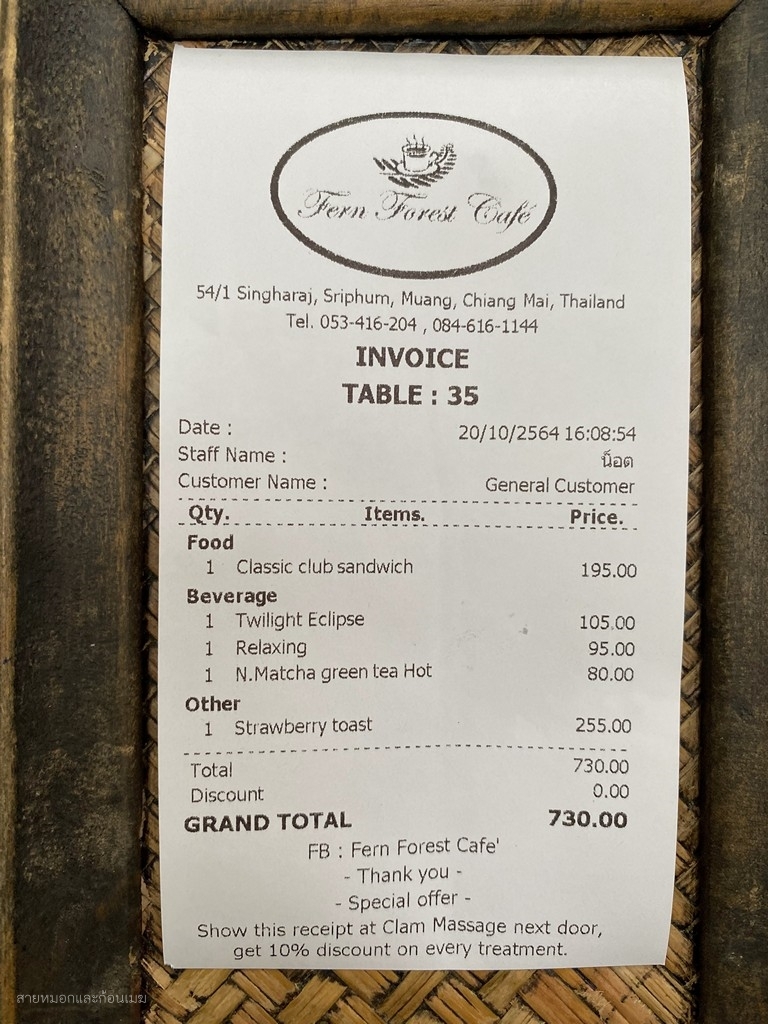 Fern Forest Café
54/1 Singharaj, Sriphum, Muang, Chiang Mai, Thailand
Tel. 053-416-204 , 084-616-1144
INVOICE
TABLE : 35
Date : 20/10/2564 16:08:54
Staff Name : น็อต
Customer Name : General Customer
Qty. Items. Price.
Food
1 Classic club sandwich 195.00
Beverage
1 Twilight Eclipse 105.00
1 Relaxing 95.00
1 N.Matcha green tea Hot 80.00
Other
1 Strawberry toast 255.00
Total 730.00
Discount 0.00
GRAND TOTAL 730.00
FB : Fern Forest Cafe'
- Thank you -
- Special offer -
Show this receipt at Clam Massage next door,
get 10% discount on every treatment.
สายหมอกและก้อนเมฆ